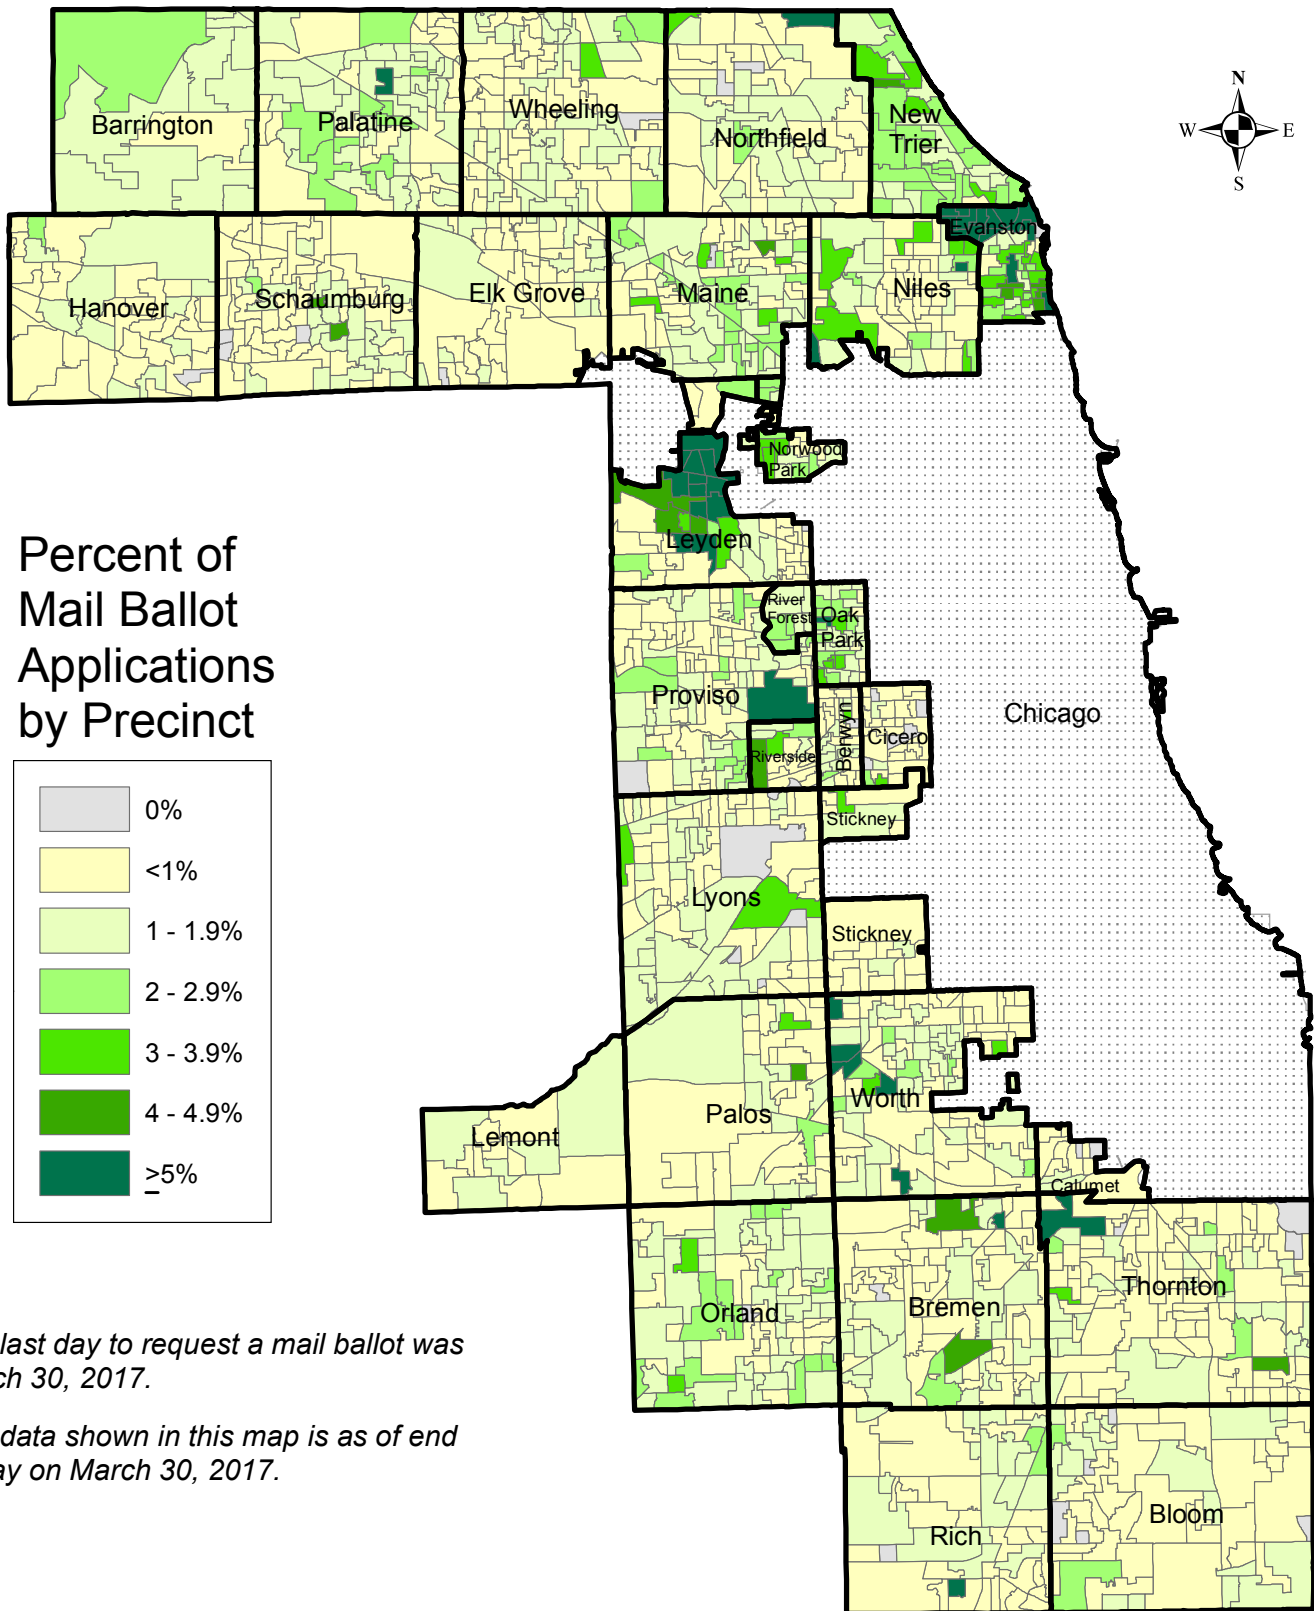 N
W
E
S
Barrington
Palatine
Wheeling
Northfield
New
Trier
Evanston
Hanover
Schaumburg
Elk Grove
Maine
Niles
Norwood
Park
Leyden
River
Forest
Oak
Park
Proviso
Berwyn
Cicero
Riverside
Chicago
Stickney
Lyons
Stickney
Palos
Worth
Lemont
Calumet
Orland
Bremen
Thornton
Rich
Bloom
Percent of
Mail Ballot
Applications
by Precinct
0%
<1%
1 - 1.9%
2 - 2.9%
3 - 3.9%
4 - 4.9%
>5%
last day to request a mail ballot was
ch 30, 2017.
data shown in this map is as of end
ay on March 30, 2017.